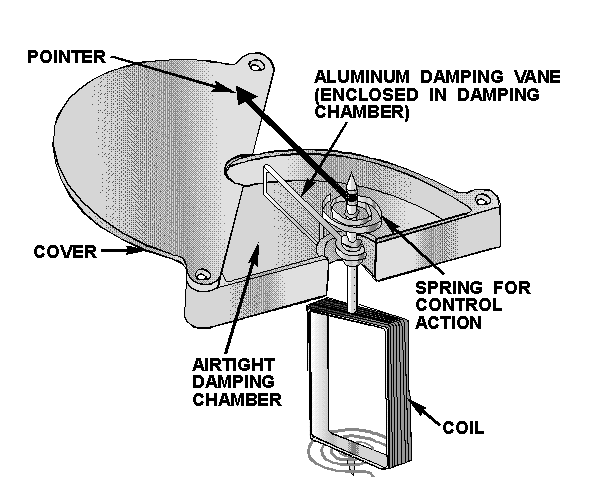 POINTER
ALUMINUM DAMPING VANE
(ENCLOSED IN DAMPING
CHAMBER)
COVER
SPRING FOR
CONTROL
ACTION
AIRTIGHT
DAMPING
CHAMBER
COIL